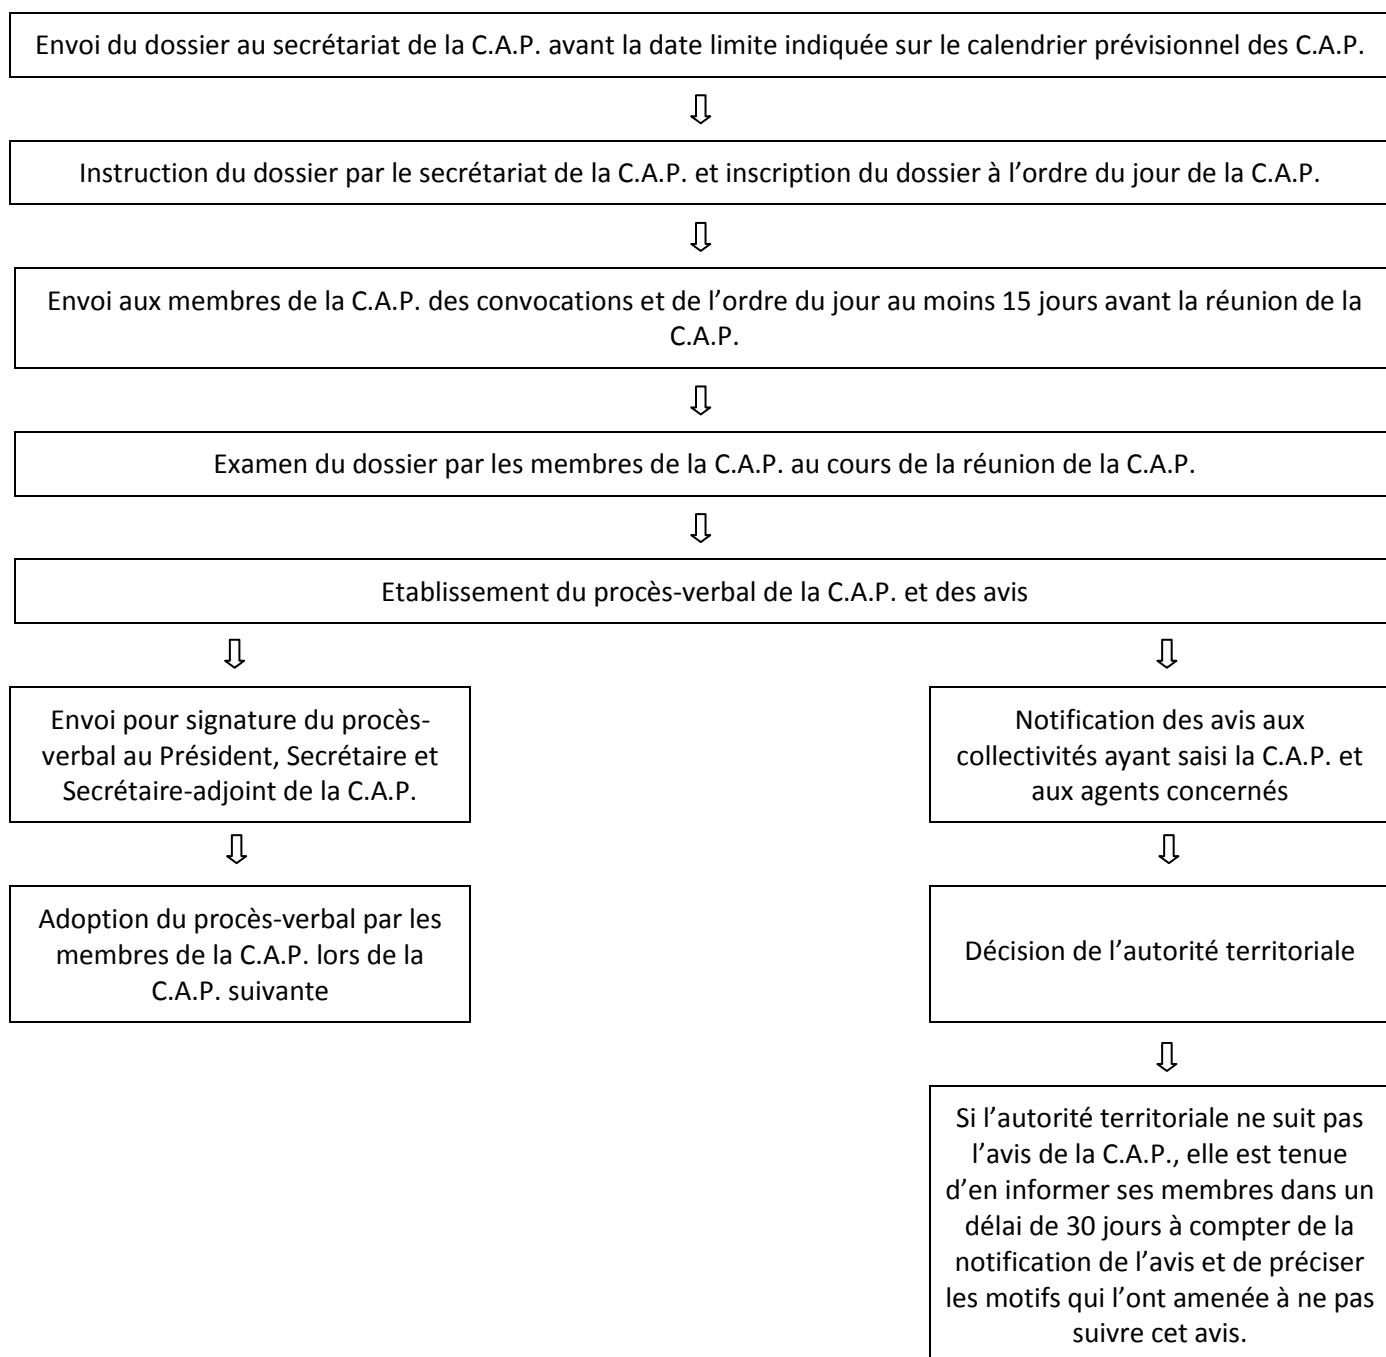 Envoi du dossier au secrétariat de la C.A.P. avant la date limite indiquée sur le calendrier prévisionnel des C.A.P.
Instruction du dossier par le secrétariat de la C.A.P. et inscription du dossier à l’ordre du jour de la C.A.P.
Envoi aux membres de la C.A.P. des convocations et de l’ordre du jour au moins 15 jours avant la réunion de la
C.A.P.
Examen du dossier par les membres de la C.A.P. au cours de la réunion de la C.A.P.
Etablissement du procès-verbal de la C.A.P. et des avis
Envoi pour signature du procès-
verbal au Président, Secrétaire et
Secrétaire-adjoint de la C.A.P.
Adoption du procès-verbal par les
membres de la C.A.P. lors de la
C.A.P. suivante
Notification des avis aux
collectivités ayant saisi la C.A.P. et
aux agents concernés
Décision de l’autorité territoriale
Si l’autorité territoriale ne suit pas
l’avis de la C.A.P., elle est tenue
d’en informer ses membres dans un
délai de 30 jours à compter de la
notification de l’avis et de préciser
les motifs qui l’ont amenée à ne pas
suivre cet avis.